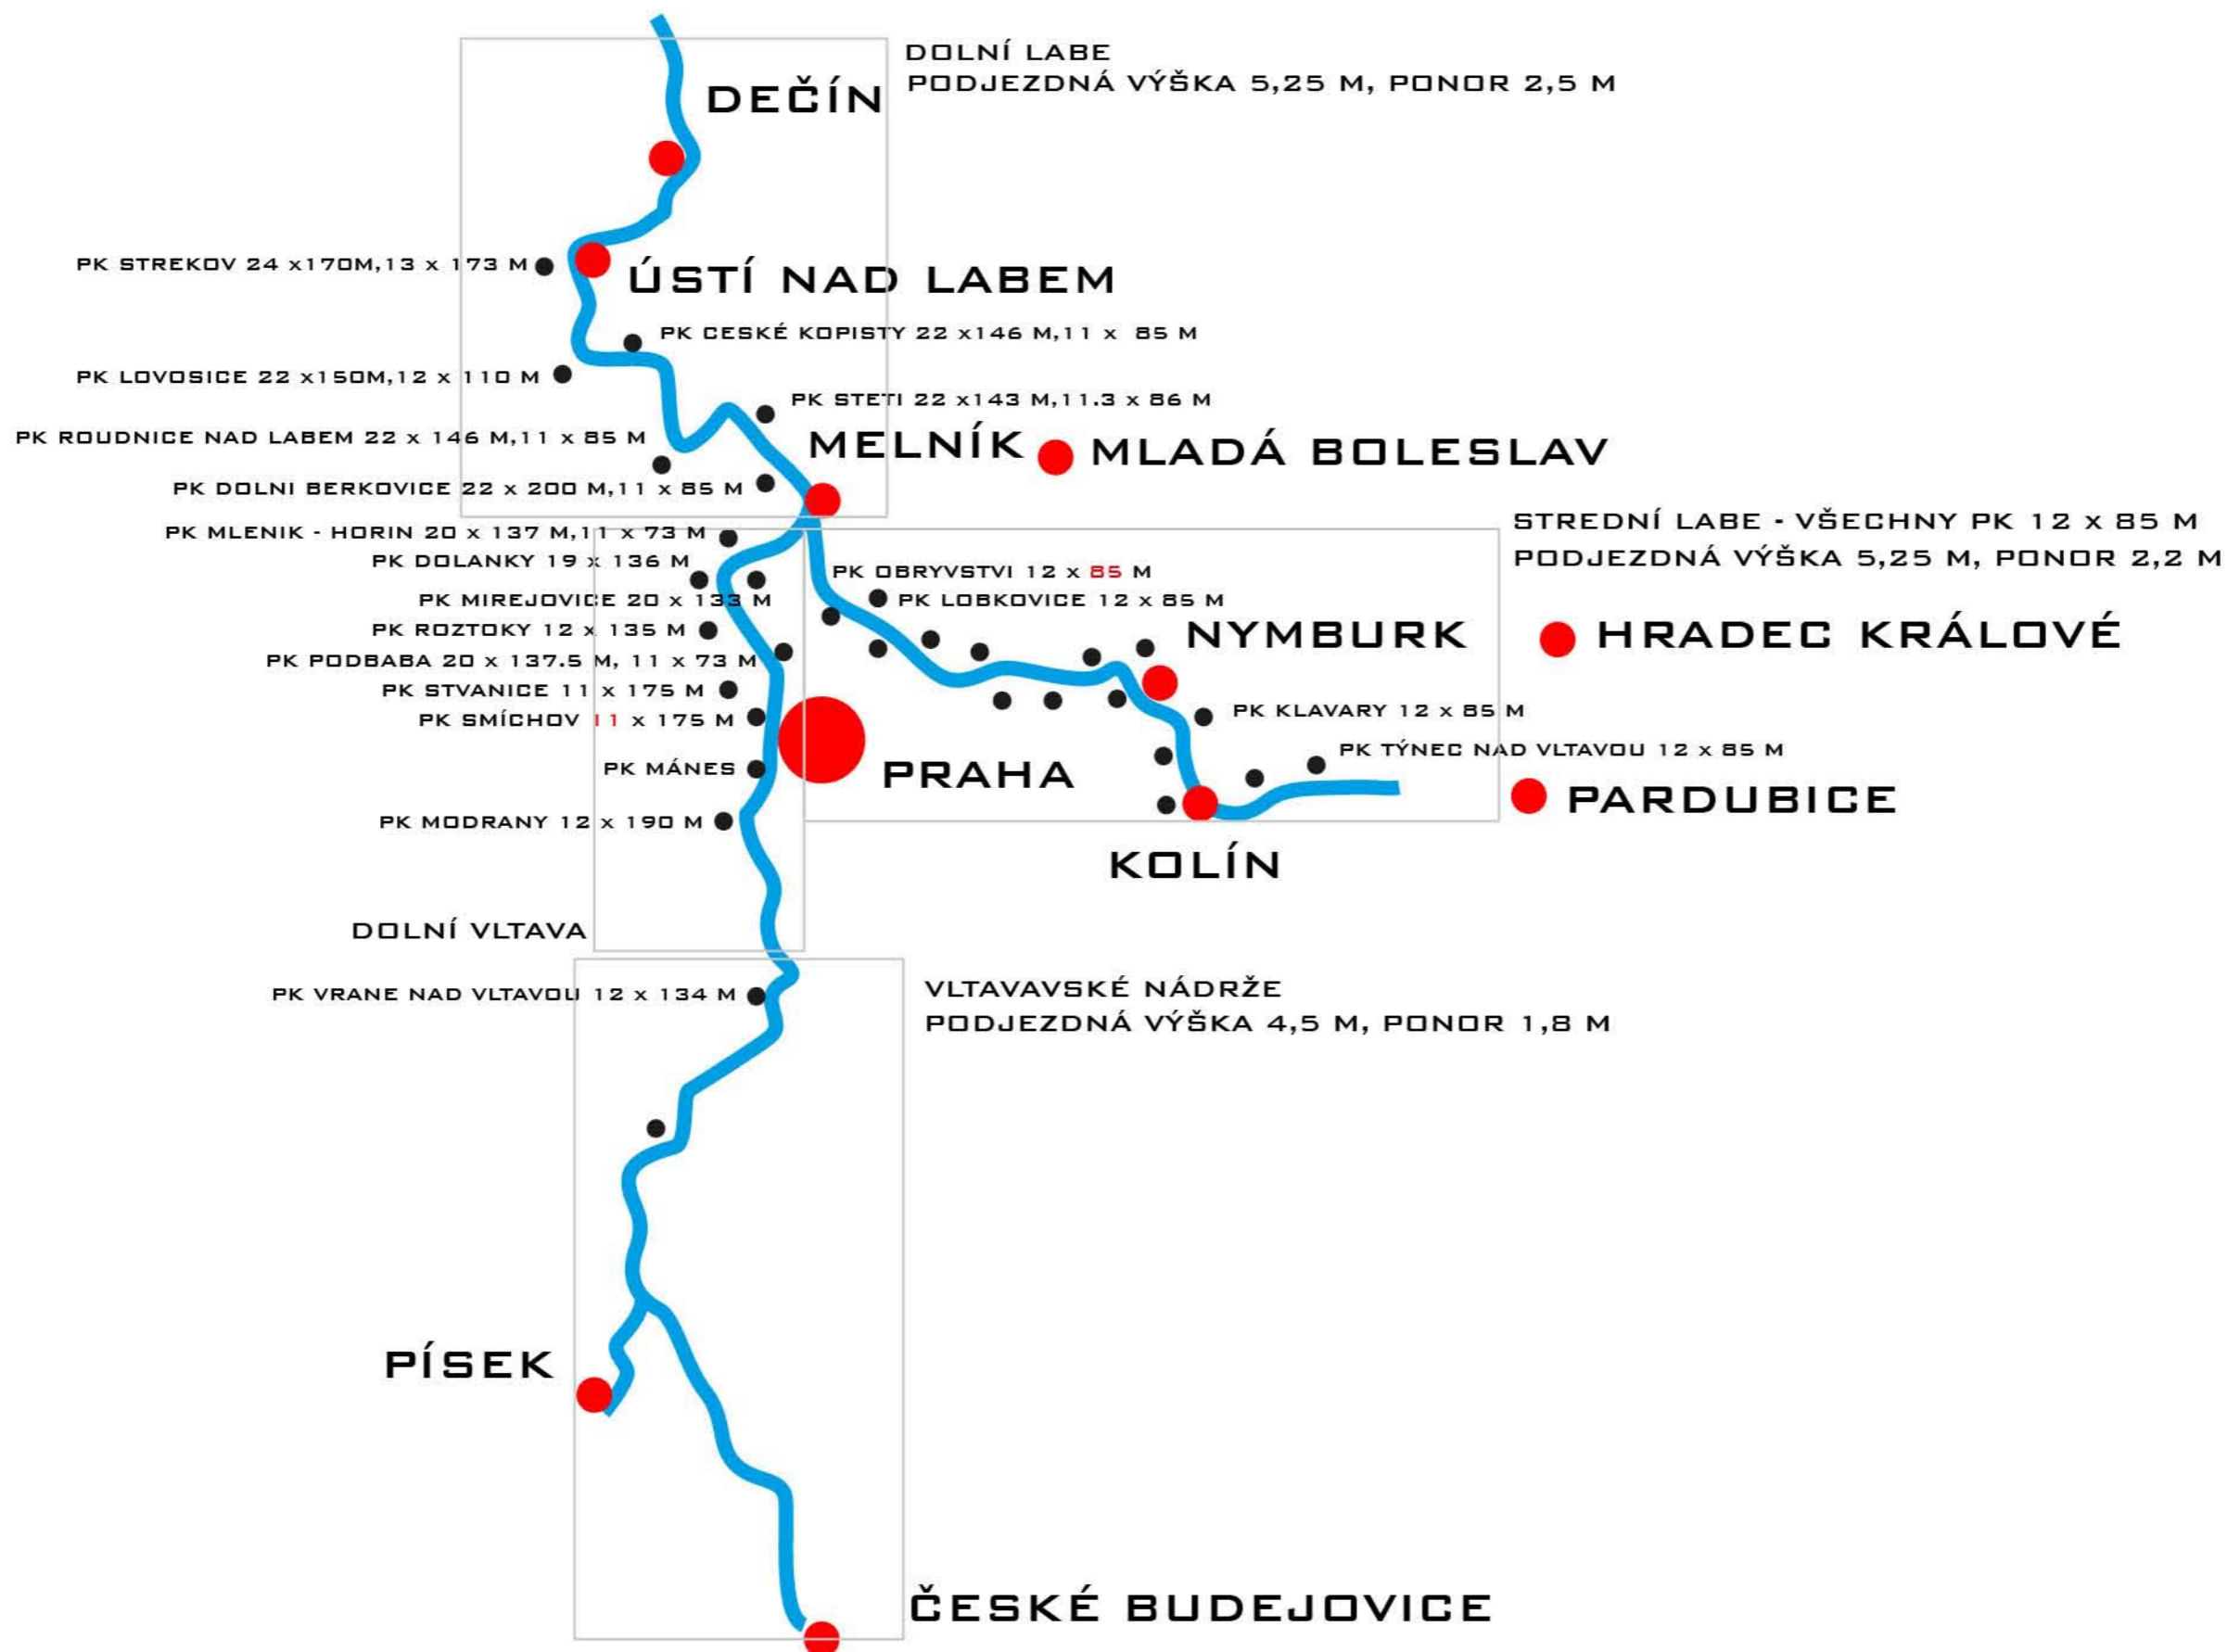 DOLNÍ LABE
PODJEZDNÁ VÝŠKA 5,25 M, PONOR 2,5 M
DEČÍN
PK STREKOV 24 x170M,13 x 173 M
ÚSTÍ NAD LABEM
PK CESKÉ KOPISTY 22 x146 M,11 x 85 M
PK LOVOSICE 22 x150M,12 x 110 M
PK STETI 22 x143 M,11.3 x 86 M
PK ROUDNICE NAD LABEM 22 x 146 M,11 x 85 M
MELNÍK
MLADÁ BOLESLAV
PK DOLNI BERKOVICE 22 x 200 M,11 x 85 M
STREDNÍ LABE - VŠECHNY PK 12 x 85 M
PODJEZDNÁ VÝŠKA 5,25 M, PONOR 2,2 M
PK MLENIK - HORIN 20 x 137 M,11 x 73 M
PK DOLANKY 19 x 136 M
PK OBRYVSTVI 12 x 85 M
PK MIREJOVICE 20 x 133 M
PK LOBKOVICE 12 x 85 M
PK ROZTOKY 12 x 135 M
NYMBURK
HRADEC KRÁLOVÉ
PK PODBABA 20 x 137.5 M, 11 x 73 M
PK STVANICE 11 x 175 M
PK SMÍCHOV 11 x 175 M
PK KLAVARY 12 x 85 M
PK TÝNEC NAD VLTAVOU 12 x 85 M
PK MÁNES
PRAHA
PARDUBICE
PK MODRANY 12 x 190 M
KOLÍN
DOLNÍ VLTAVA
PK VRANE NAD VLTAVOU 12 x 134 M
VLTAVAVSKÉ NÁDRŽE
PODJEZDNÁ VÝŠKA 4,5 M, PONOR 1,8 M
PÍSEK
ČESKÉ BUDEJOVICE